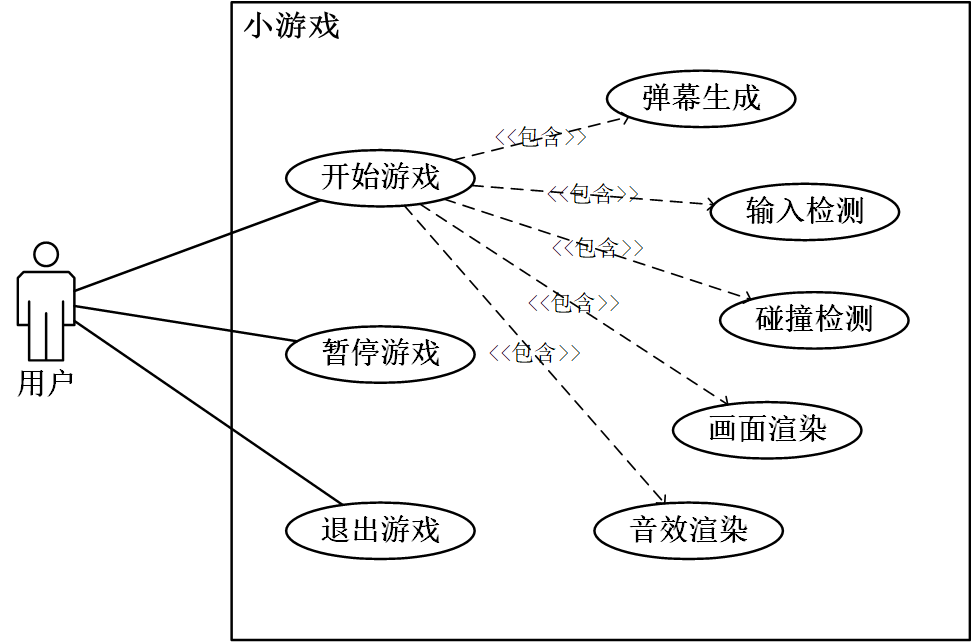 小游戏
弹幕生成
<<包含>>
开始游戏
<<包含>>
输入检测
<<包含>>
碰撞检测
<<包含>>
暂停游戏
<<包含>>
用户
画面渲染
退出游戏
音效渲染